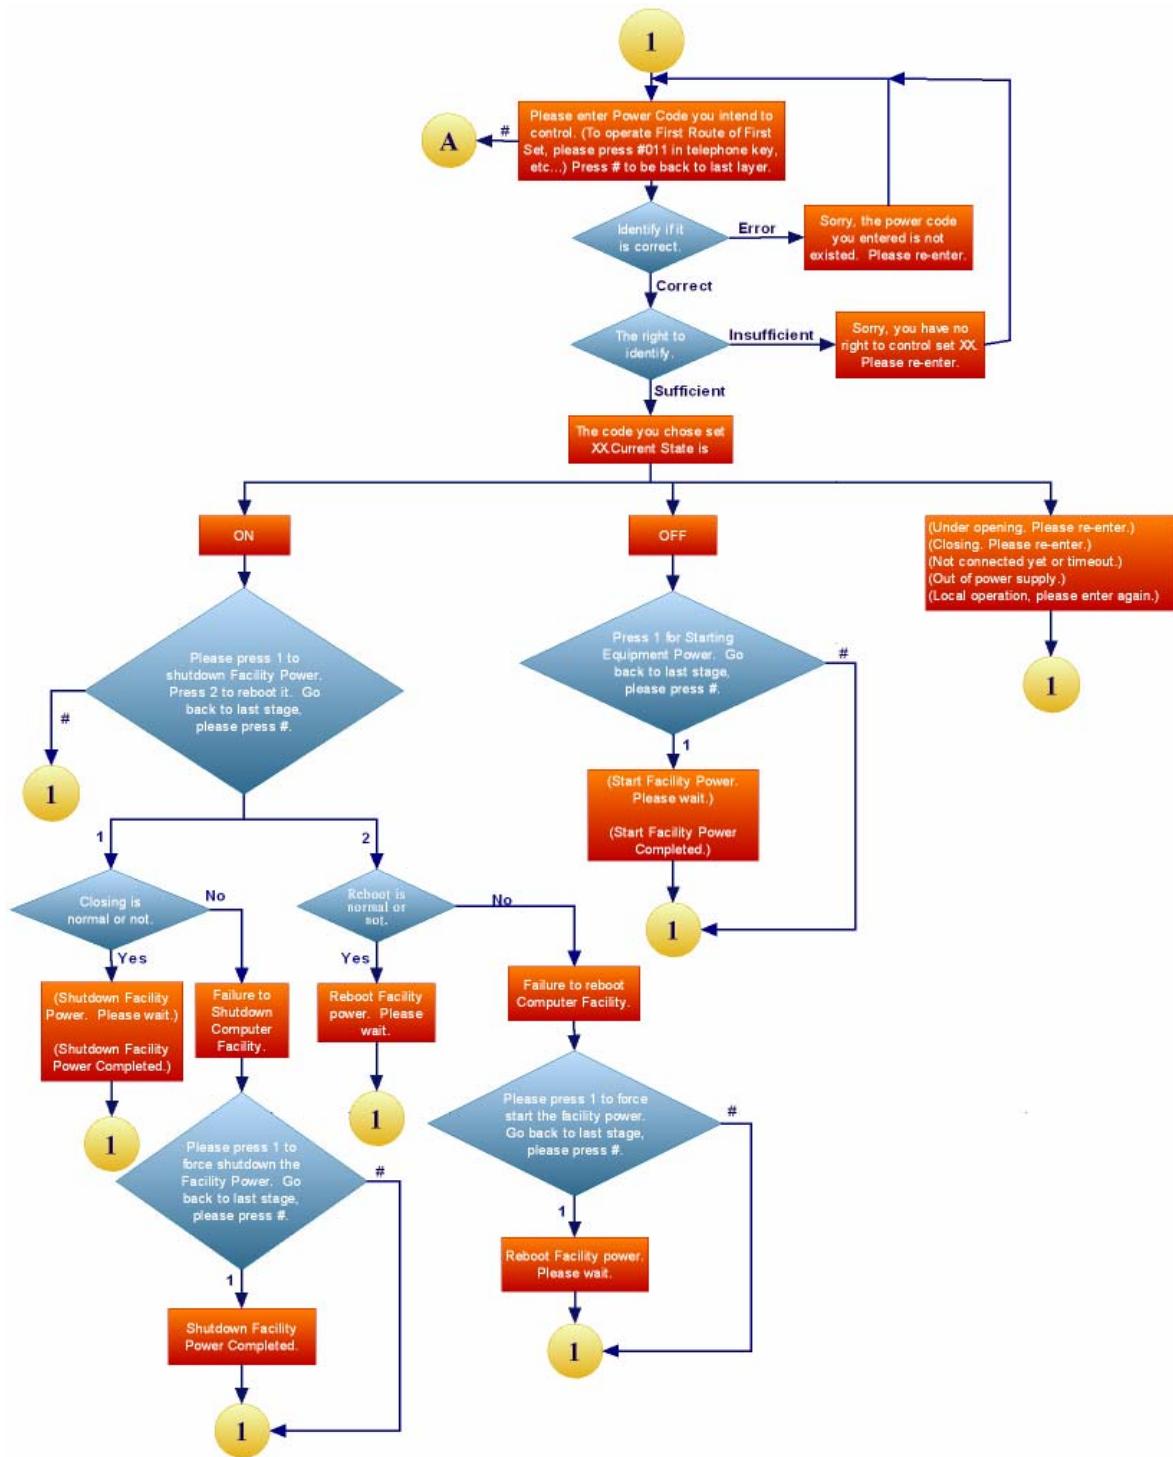 1
Please enter Power Code you intend to
control. (To operate First Route of First
Set, please press #011 in telephone key,
etc...) Press # to be back to last layer.
#
A
Identify if it
is correct.
Error
Sorry, the power code
you entered is not
existed. Please re-enter.
Correct
The right to
identify.
Insufficient
Sorry, you have no
right to control set XX.
Please re-enter.
Sufficient
The code you chose set
XX.Current State is
ON
OFF
(Under opening. Please re-enter.)
(Closing. Please re-enter.)
(Not connected yet or timeout.)
(Out of power supply.)
(Local operation, please enter again.)
1
Please press 1 to
shutdown Facility Power.
Press 2 to reboot it. Go
back to last stage,
please press #.
#
1
Press 1 for Starting
Equipment Power. Go
back to last stage,
please press #.
#
1
(Start Facility Power.
Please wait.)
(Start Facility Power
Completed.)
1
1
2
Closing is
normal or not.
No
Reboot is
normal or
not.
No
Yes
Yes
(Shutdown Facility
Power. Please wait.)
(Shutdown Facility
Power Completed.)
1
Failure to
Shutdown
Computer
Facility.
Reboot Facility
power. Please
wait.
1
Failure to reboot
Computer Facility.
Please press 1 to
force shutdown the
Facility Power. Go
back to last stage,
please press #.
#
1
Shutdown Facility
Power Completed.
1
Please press 1 to force
start the facility power.
Go back to last stage,
please press #.
#
1
Reboot Facility power.
Please wait.
1